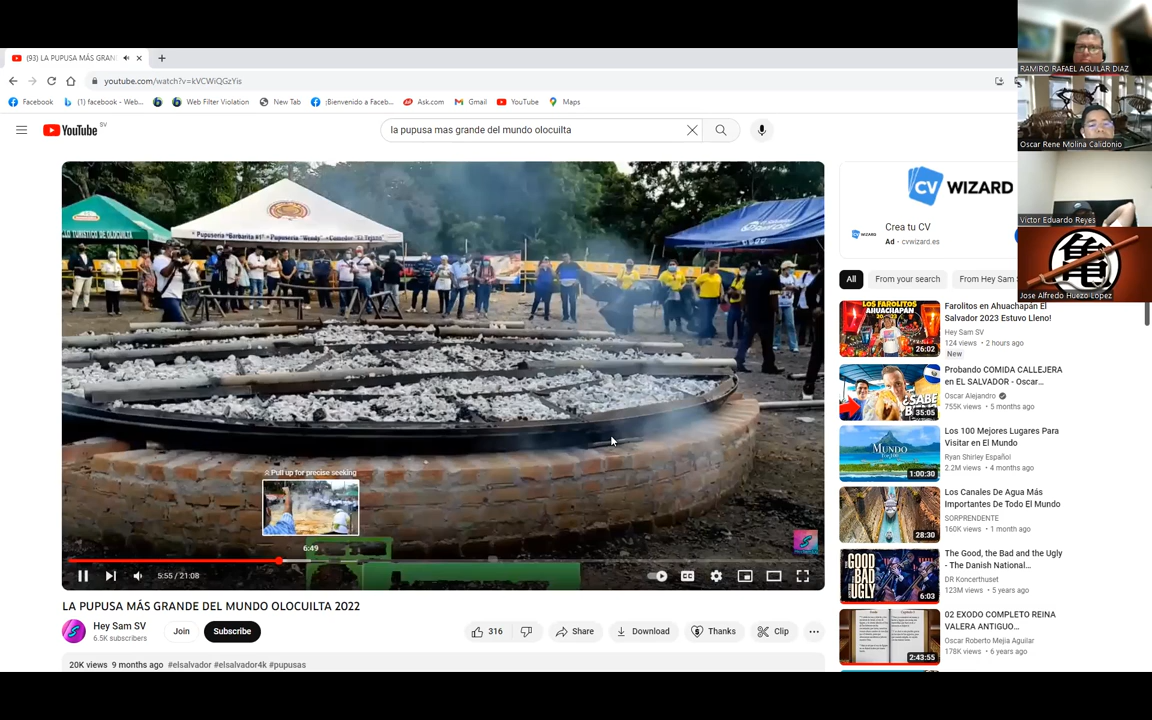 (93) LA PUPUSA MÁS GRAN
youtube.com/watch?v=kVCWiQGzYis
Facebook
(1) facebook - Web...
Web Filter Violation
New Tab
¡Bienvenido a Faceb...
Ask.com
Gmail
YouTube
Maps
YouTube SV
la pupusa mas grande del mundo olocuilta
RAMIRO RAFAEL AGUILAR DIAZ
Oscar Rene Molina Calidonio
Victor Eduardo Reyes
Jose Alfredo Huezo Lopez
Pupuseria "Barbarita #1"
Pull up for precise seeking
6:49
5:55 / 21:08
CC
LA PUPUSA MÁS GRANDE DEL MUNDO OLOCUILTA 2022
Hey Sam SV
6.5K subscribers
Join
Subscribe
316
Share
Download
Thanks
Clip
20K views 9 months ago #elsalvador #elsalvador4k #pupusas
CV WIZARD
Crea tu CV
Ad · cvwizard.es
All
From your search
From Hey Sam
LOS FAROLITOS
AHUACHAPÁN
26:02
Farolitos en Ahuachapán El
Salvador 2023 Estuvo Lleno!
Hey Sam SV
124 views • 2 hours ago
New
35:05
Probando COMIDA CALLEJERA
en EL SALVADOR - Oscar...
Oscar Alejandro
755K views • 5 months ago
MUNDO
1:00:30
Los 100 Mejores Lugares Para
Visitar en El Mundo
Ryan Shirley Español
2.2M views • 4 months ago
28:30
Los Canales De Agua Más
Importantes De Todo El Mundo
SORPRENDENTE
160K views • 1 month ago
GOOD
BAD
UGLY
6:03
The Good, the Bad and the Ugly
- The Danish National...
DR Koncerthuset
123M views • 5 years ago
2:43:55
02 EXODO COMPLETO REINA
VALERA ANTIGUO...
Oscar Roberto Mejia Aguilar
178K views • 6 years ago